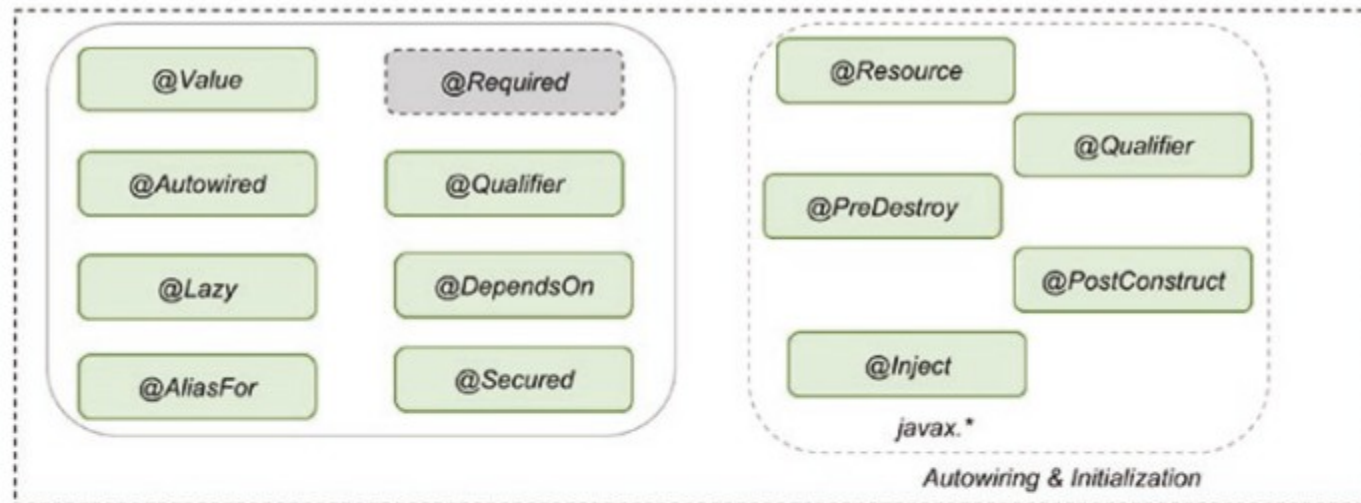 @Value
@Required
@Autowired
@Qualifier
@Lazy
@DependsOn
@AliasFor
@Secured
@Resource
@Qualifier
@PreDestroy
@PostConstruct
@Inject
javax.*
Autowiring & Initialization